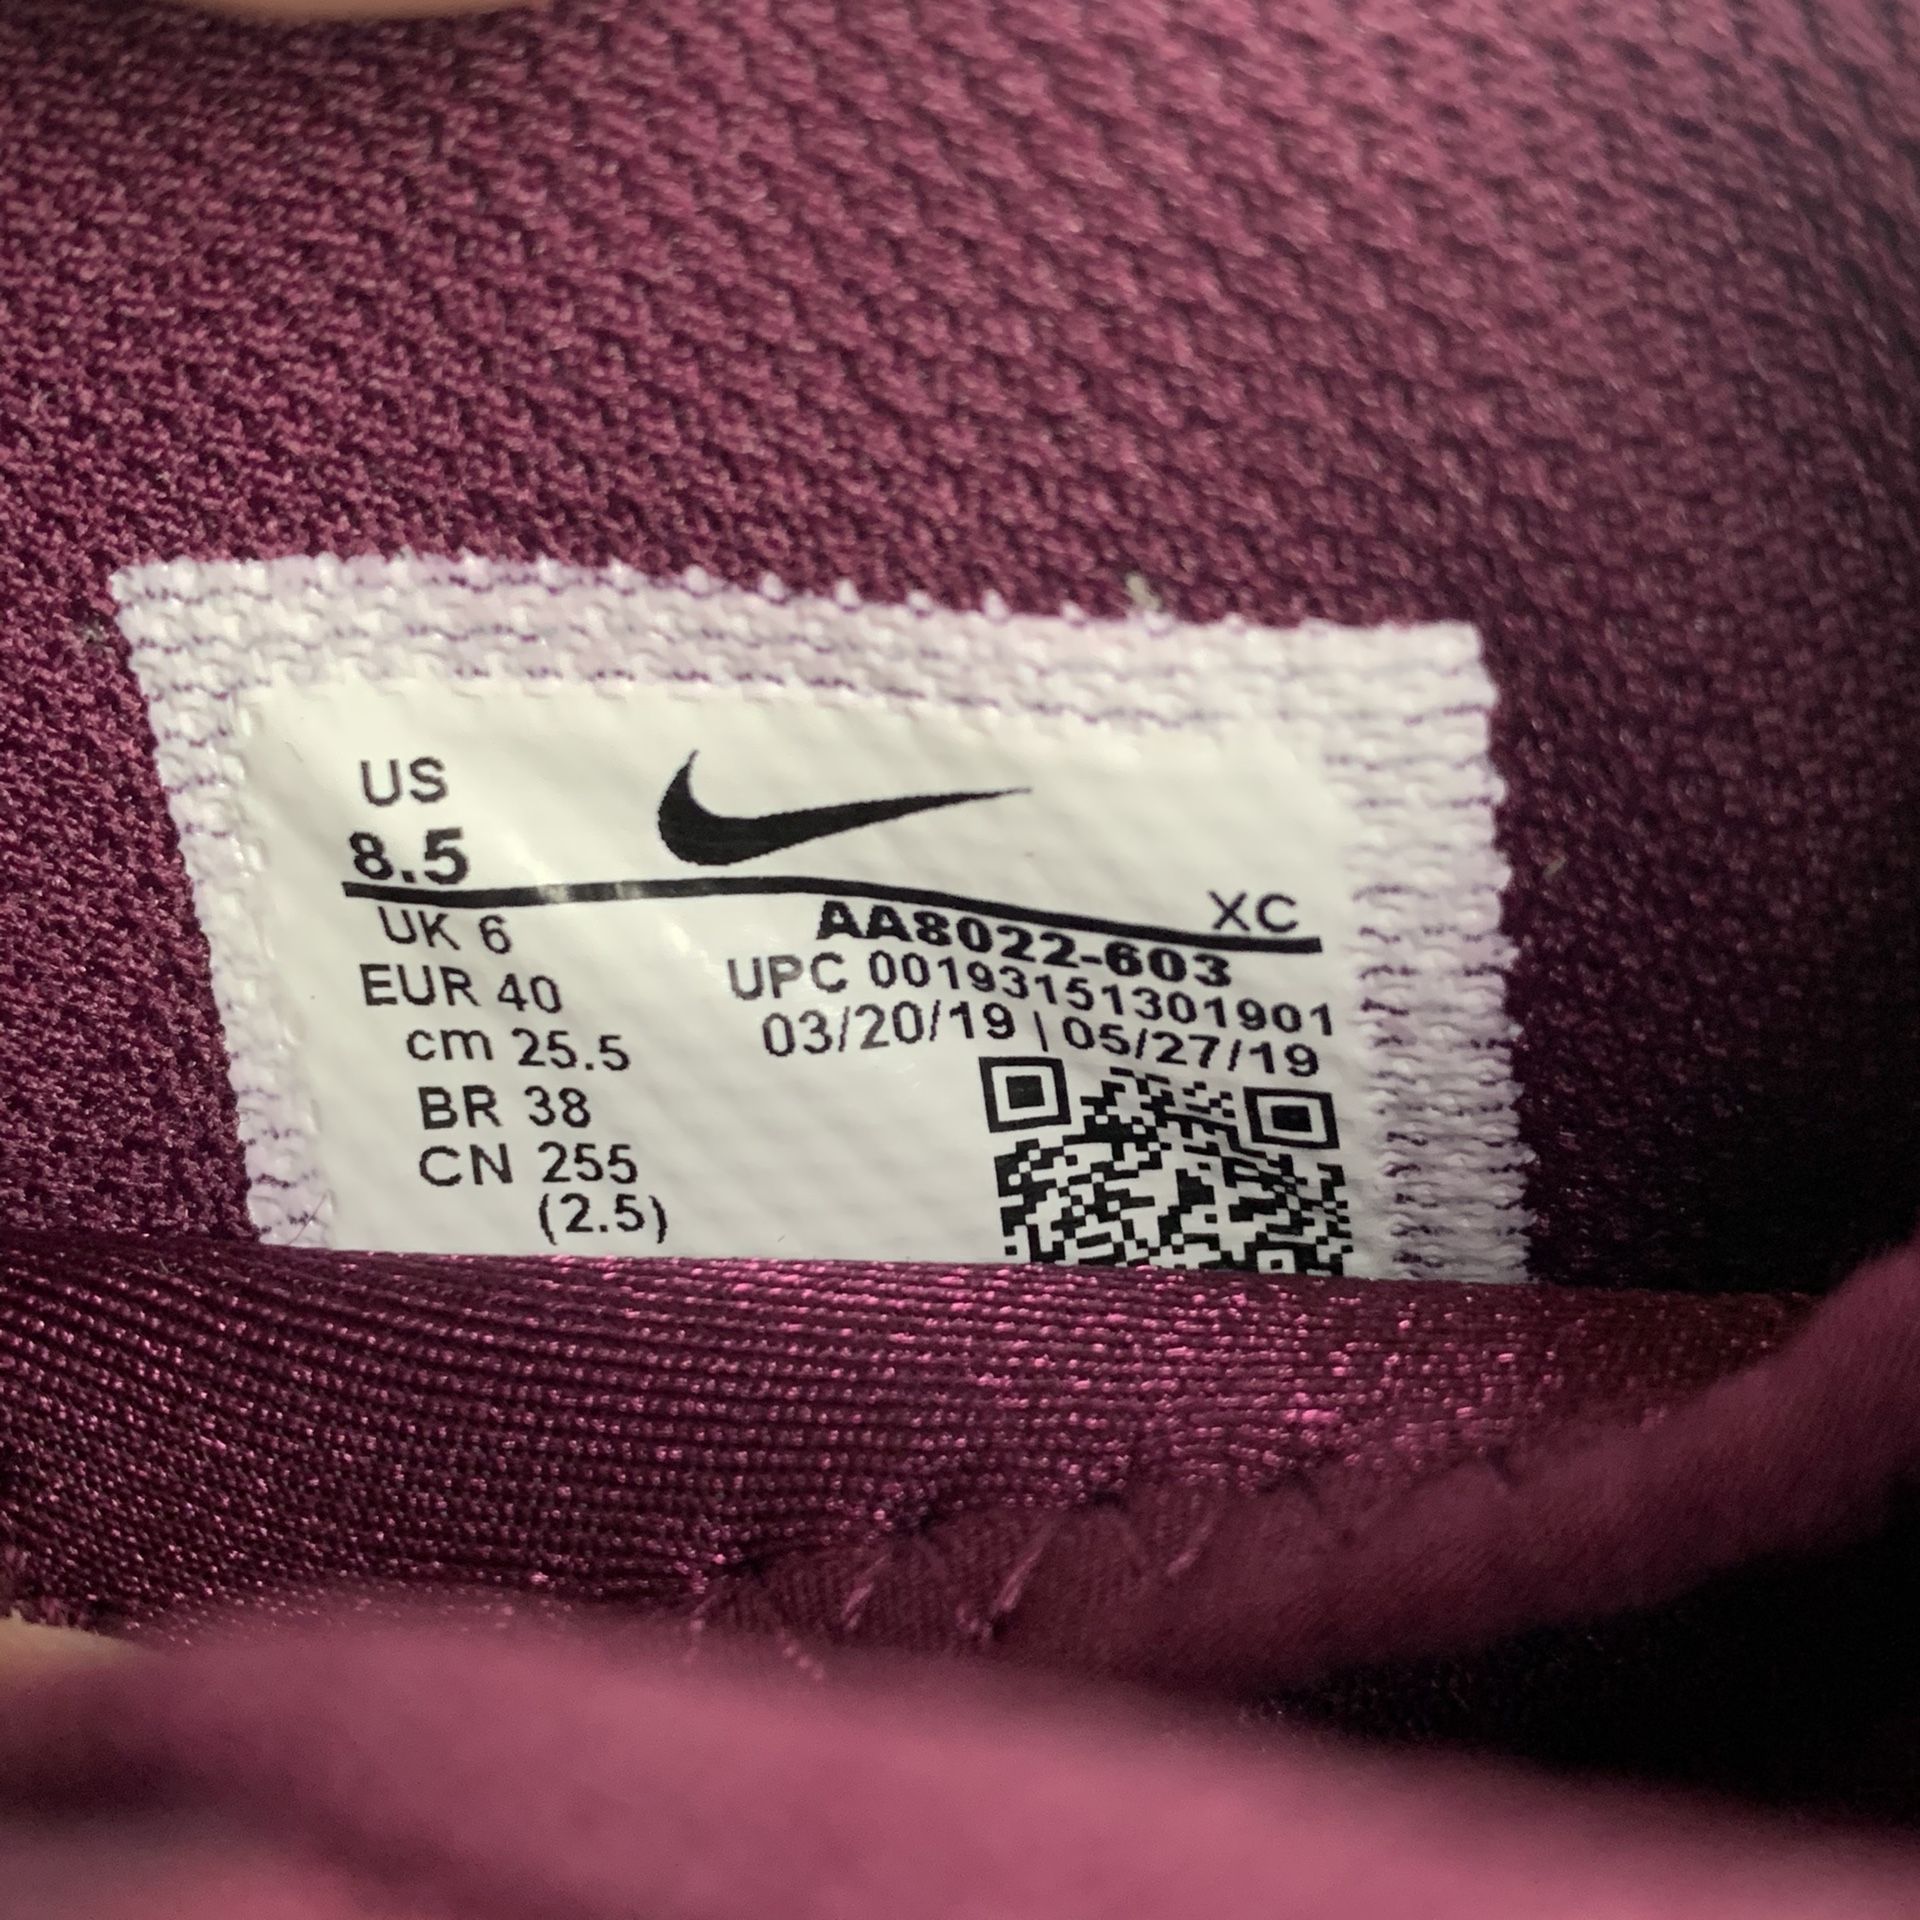 US
8.5
XC
UK 6
AA8022-603
EUR 40
UPC 00193151301901
cm 25.5
03/20/19 | 05/27/19
BR 38
CN 255
(2.5)